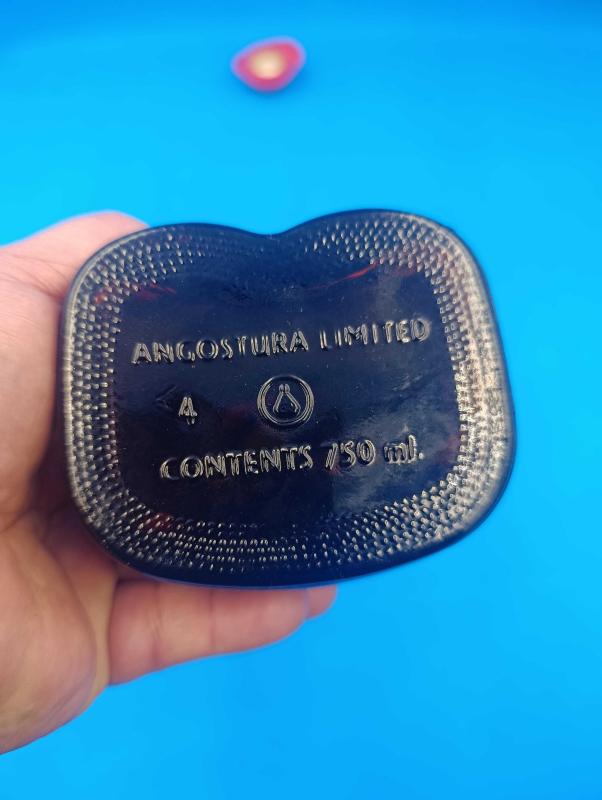 ANGOSTURA LIMITED
4
CONTENTS 750 ml.